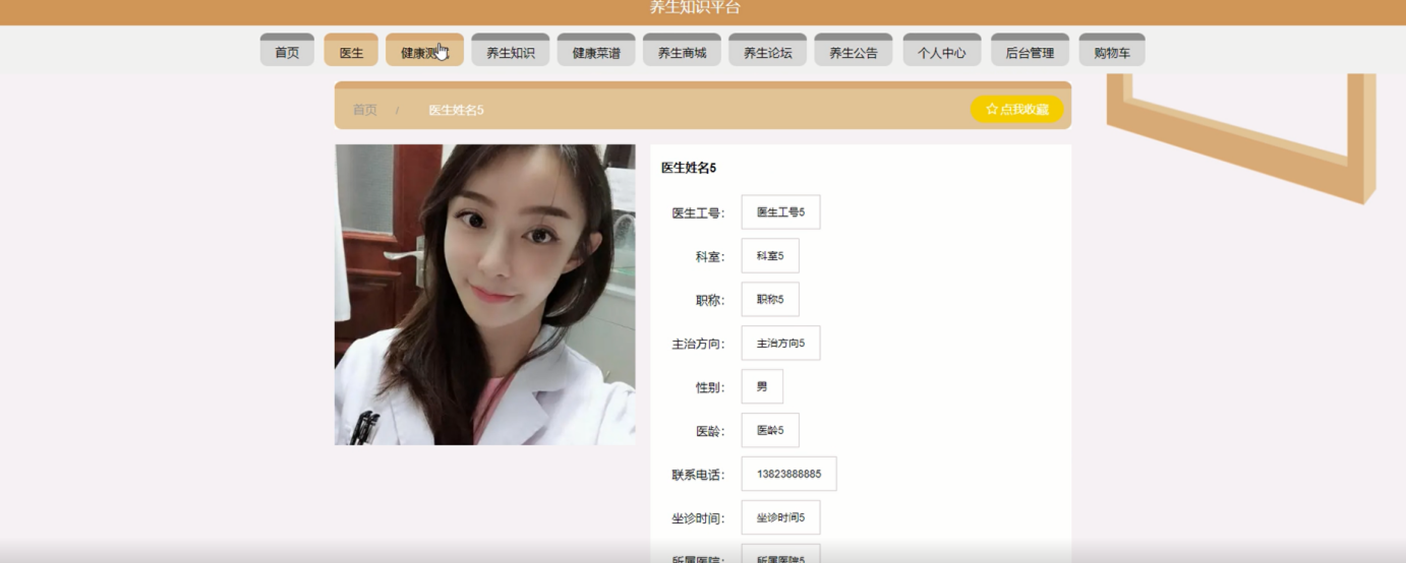 养生知识平台
首页 医生 健康测 养生知识 健康菜谱 养生商城 养生论坛 养生公告 个人中心 后台管理 购物车
首页 / 医生姓名5 ☆点我收藏
医生姓名5
医生工号： 医生工号5
科室： 科室5
职称： 职称5
主治方向： 主治方向5
性别： 男
医龄： 医龄5
联系电话： 13823888885
坐诊时间： 坐诊时间5
所属医院： 所属医院5